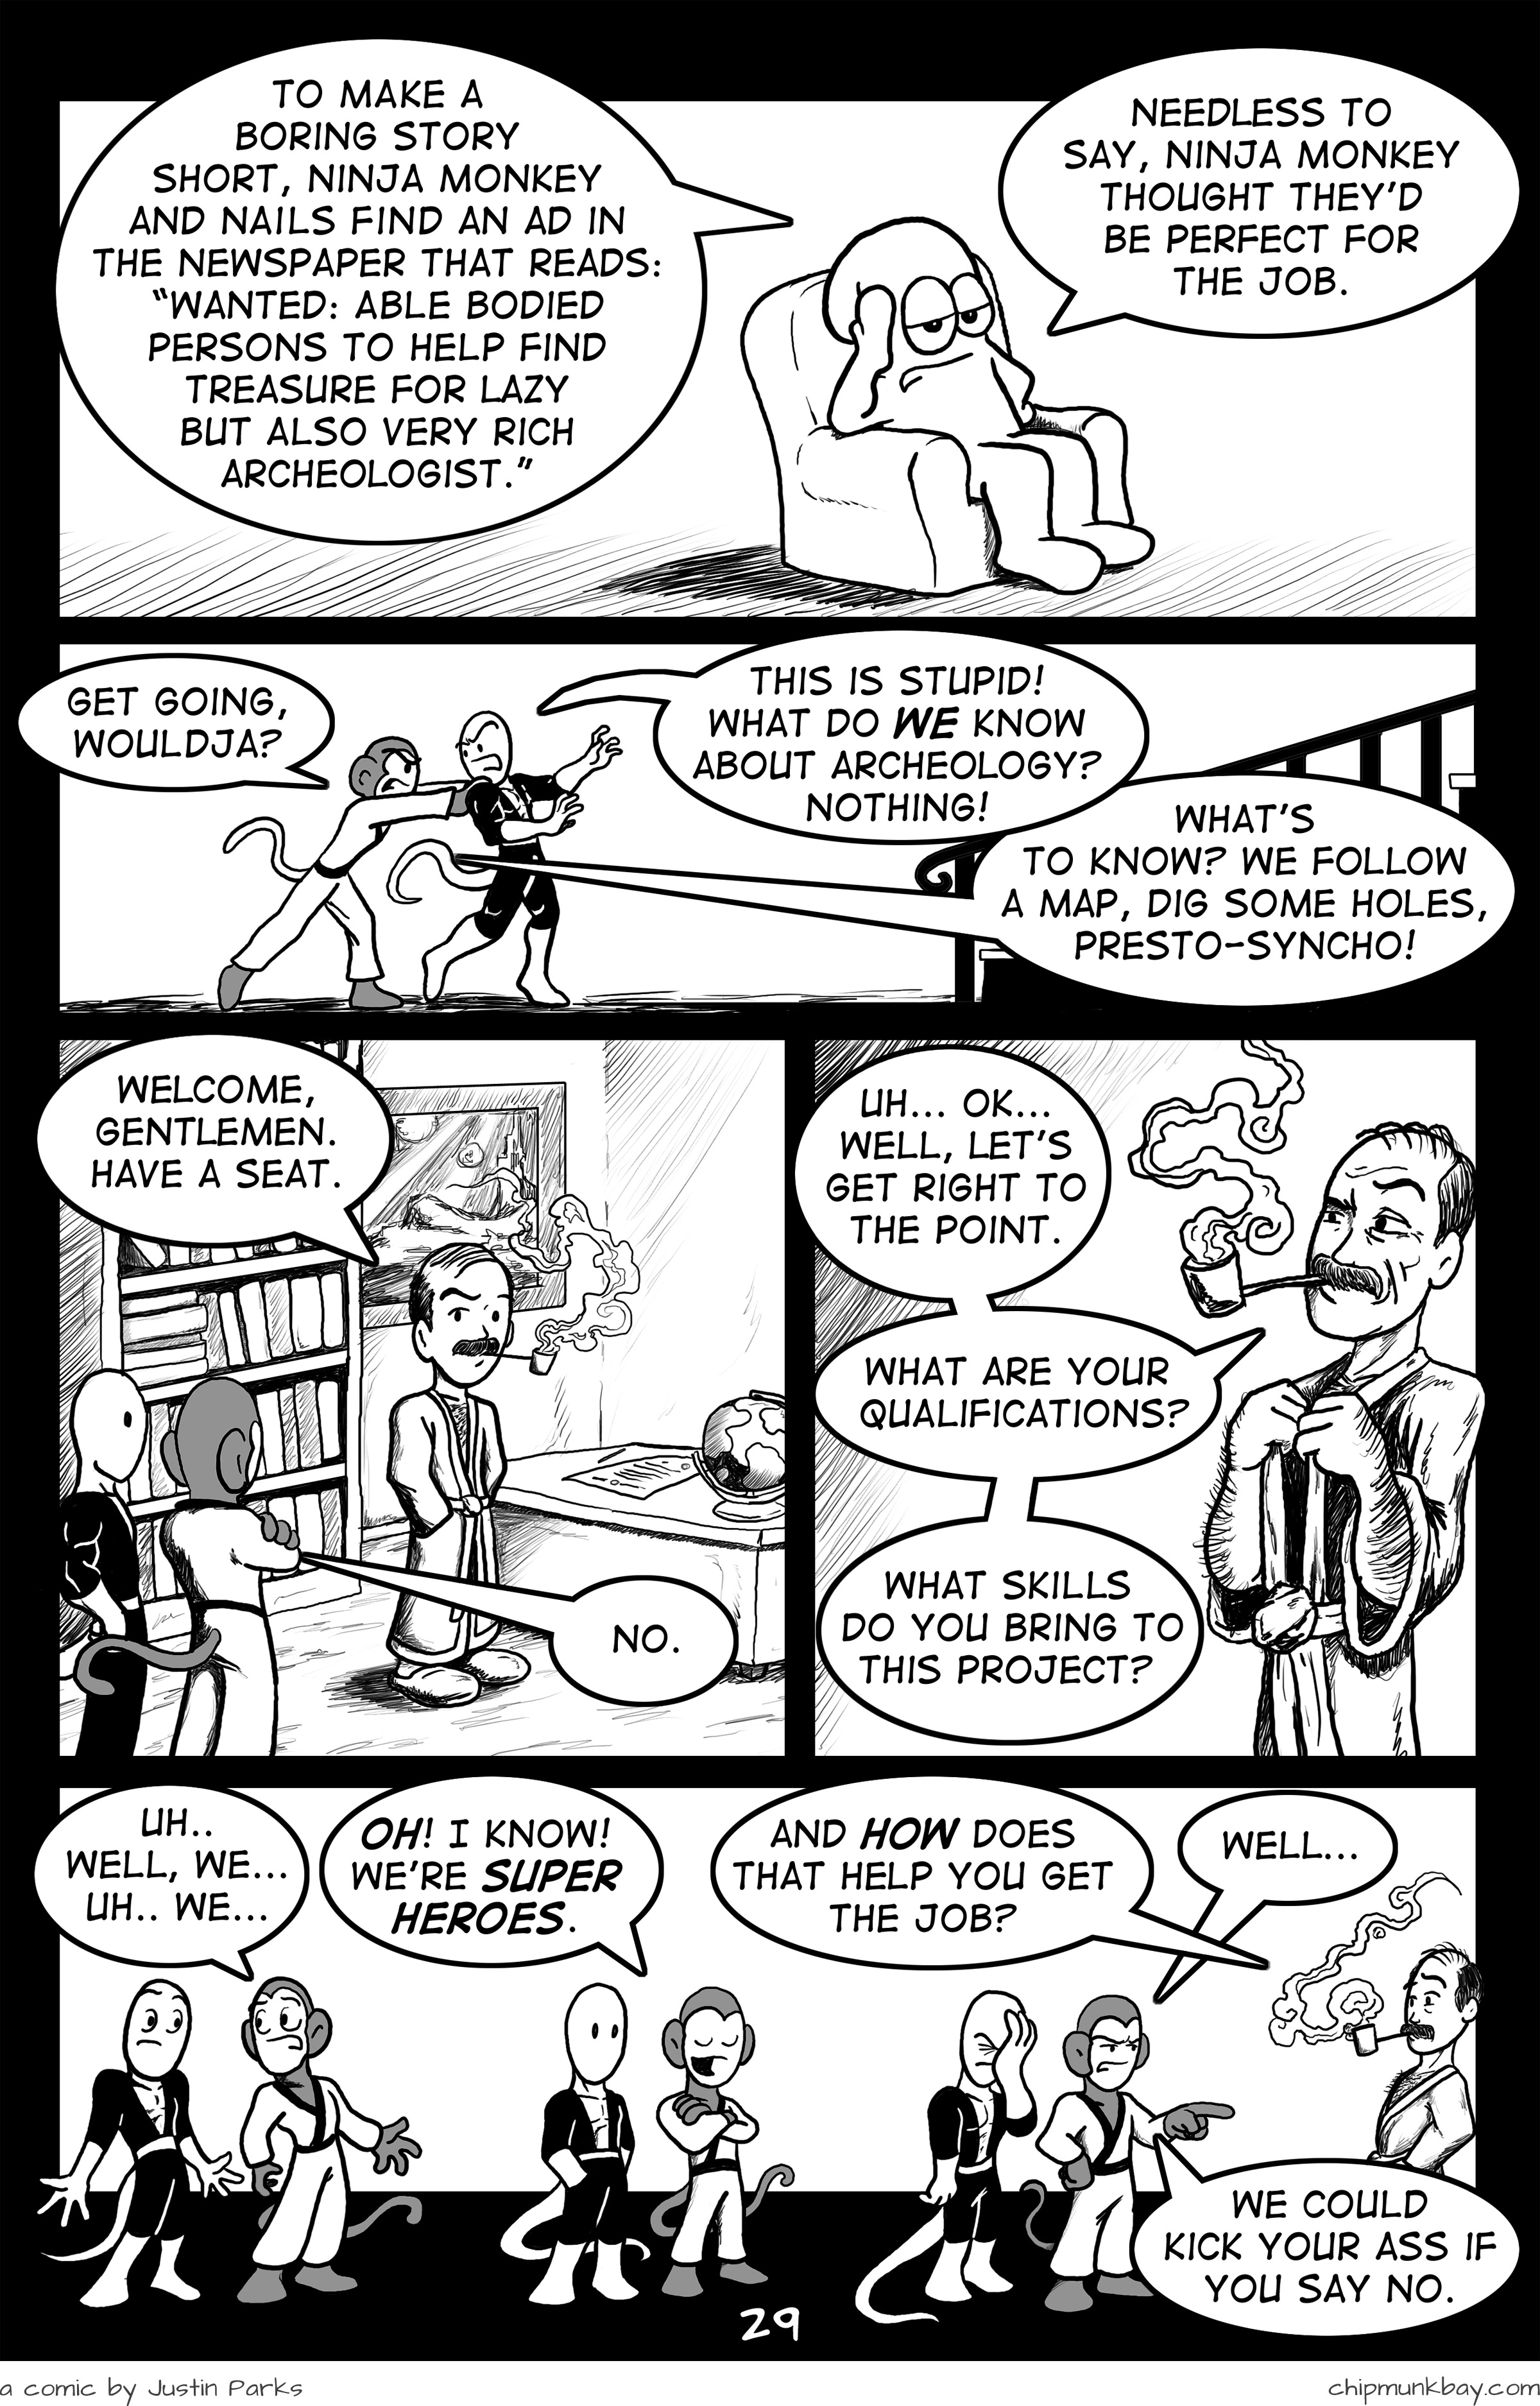 TO MAKE A
BORING STORY
SHORT, NINJA MONKEY
AND NAILS FIND AN AD IN
THE NEWSPAPER THAT READS:
"WANTED: ABLE BODIED
PERSONS TO HELP FIND
TREASURE FOR LAZY
BUT ALSO VERY RICH
ARCHEOLOGIST."
NEEDLESS TO
SAY, NINJA MONKEY
THOUGHT THEY'D
BE PERFECT FOR
THE JOB.
GET GOING,
WOULDJA?
THIS IS STUPID!
WHAT DO WE KNOW
ABOUT ARCHEOLOGY?
NOTHING!
WHAT'S
TO KNOW? WE FOLLOW
A MAP, DIG SOME HOLES,
PRESTO-SYNCHO!
WELCOME,
GENTLEMEN.
HAVE A SEAT.
NO.
UH... OK...
WELL, LET'S
GET RIGHT TO
THE POINT.
WHAT ARE YOUR
QUALIFICATIONS?
WHAT SKILLS
DO YOU BRING TO
THIS PROJECT?
UH..
WELL, WE...
UH.. WE...
OH! I KNOW!
WE'RE SUPER
HEROES.
AND HOW DOES
THAT HELP YOU GET
THE JOB?
WELL...
WE COULD
KICK YOUR ASS IF
YOU SAY NO.
29
a comic by Justin Parks
chipmunkbay.com